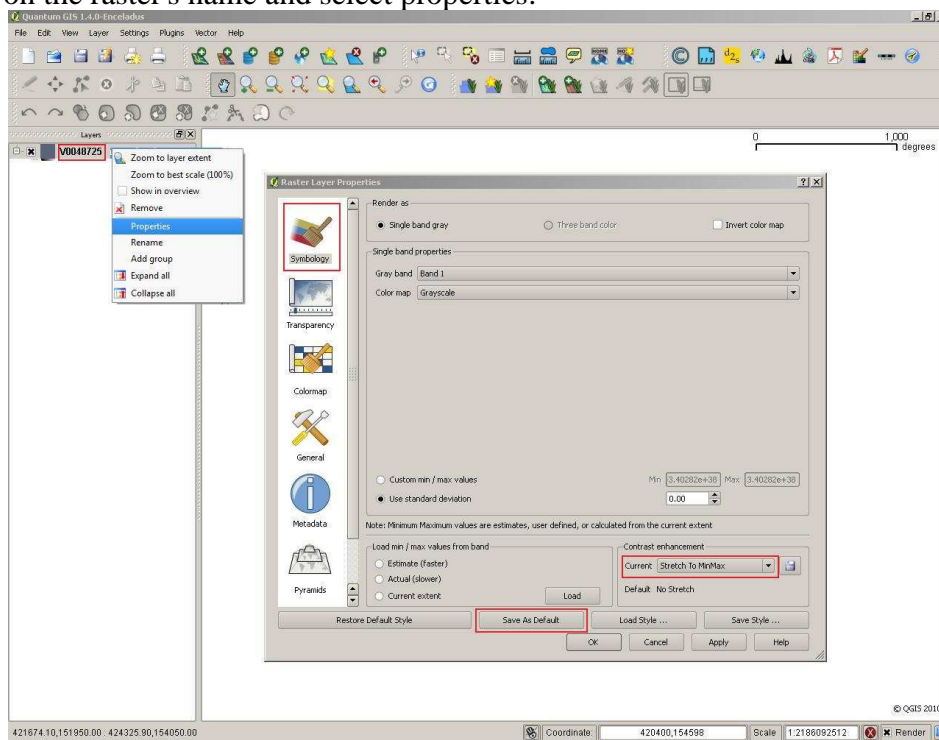 on the raster's name and select properties.
Quantum GIS 1.4.0-Enceladus
File Edit View Layer Settings Plugins Vector Help
Layers
0 1,000
degrees
V0048725
Zoom to layer extent
Zoom to best scale (100%)
Show in overview
Remove
Properties
Rename
Add group
Expand all
Collapse all
Raster Layer Properties
Symbology
Transparency
Colormap
General
Metadata
Pyramids
Render as
Single band gray Three band color Invert color map
Single band properties
Gray band Band 1
Color map Grayscale
Custom min / max values Min 3.40282e+38 Max 3.40282e+38
Use standard deviation 0.00
Note: Minimum Maximum values are estimates, user defined, or calculated from the current extent
Load min / max values from band
Estimate (faster)
Actual (slower)
Current extent Load
Contrast enhancement
Current Stretch To MinMax
Default No Stretch
Restore Default Style Save As Default Load Style ... Save Style ...
OK Cancel Apply Help
© QGIS 2010
421674.10,151950.00 : 424325.90,154050.00 Coordinate: 420400,154598 Scale 1:2186092512 Render